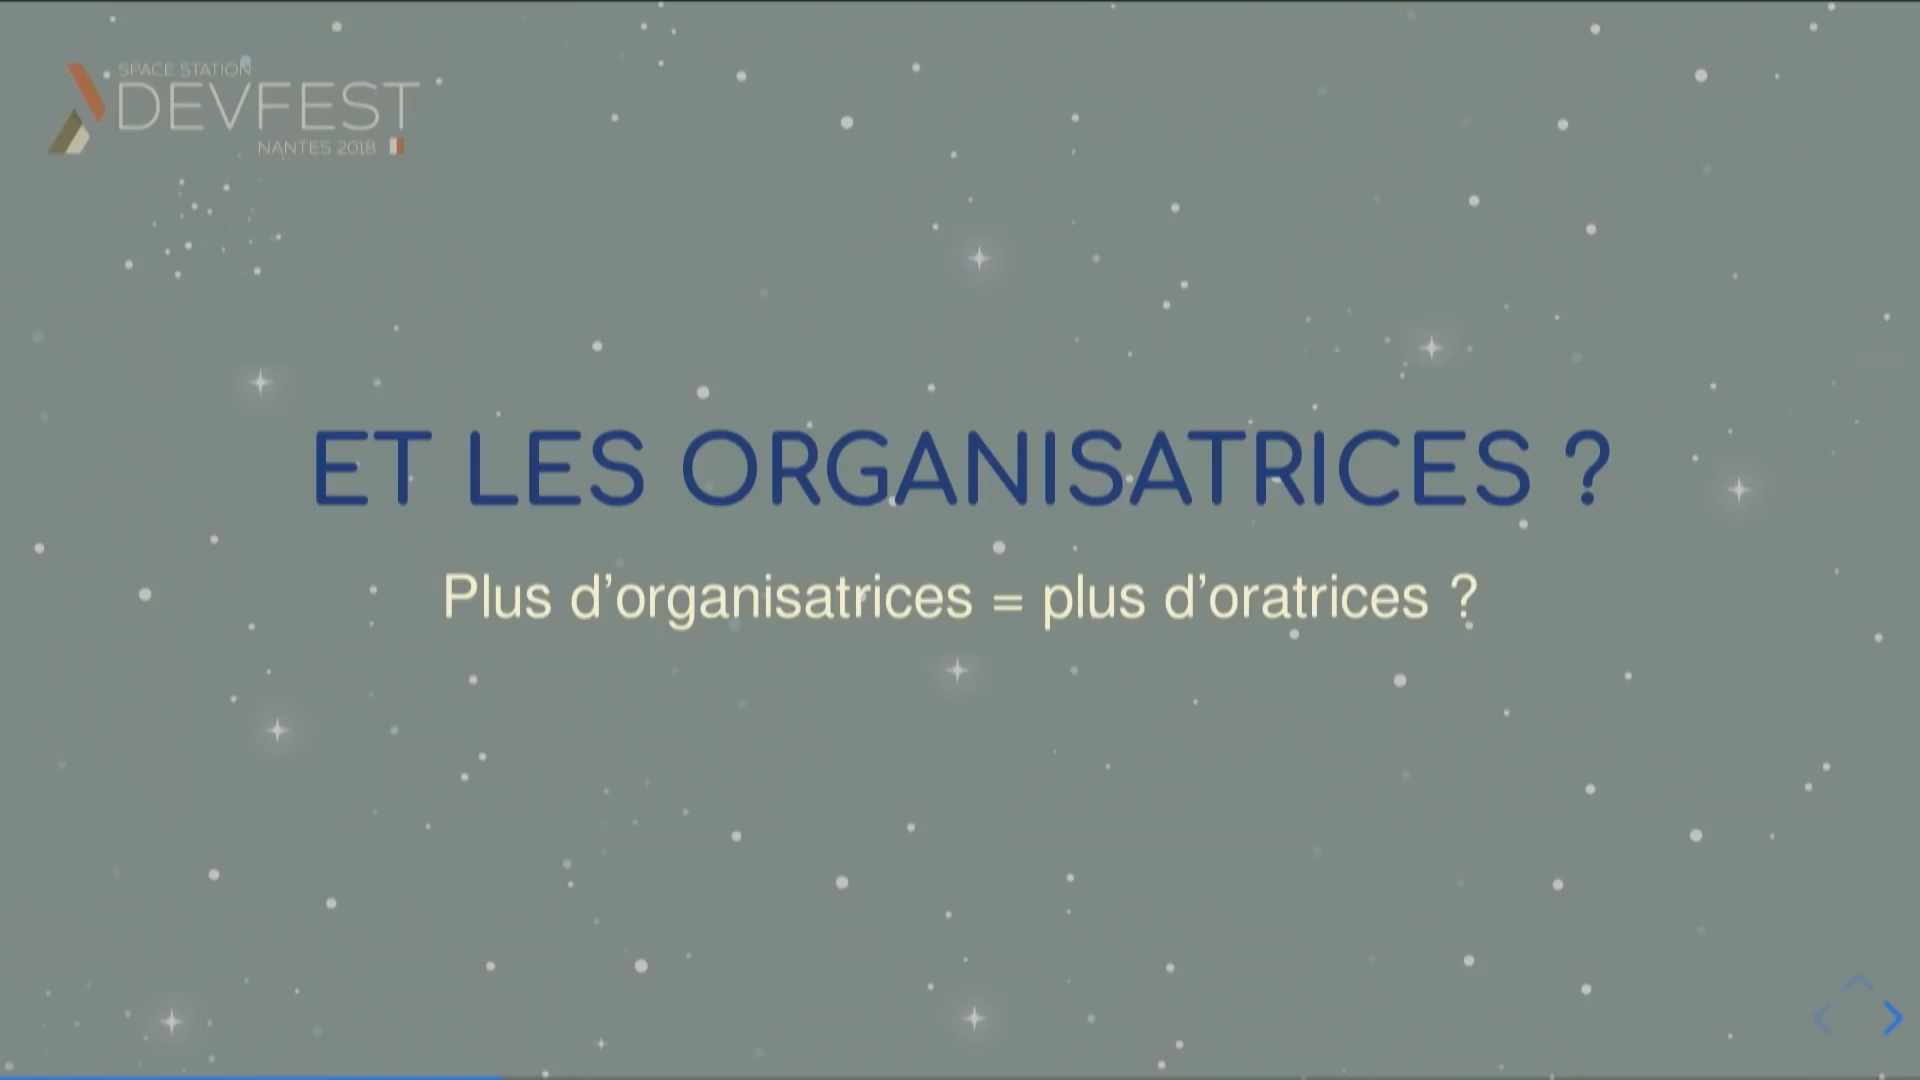 SPACE STATION
DEVFEST
NANTES 2018
ET LES ORGANISATRICES ?
Plus d’organisatrices = plus d’oratrices ?